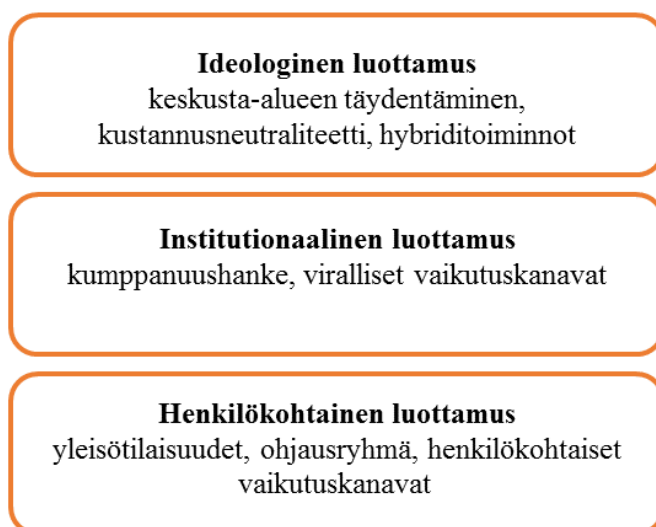 Ideologinen luottamus
keskusta-alueen täydentäminen,
kustannusneutraliteetti, hybriditoiminnot
Institutionaalinen luottamus
kumppanuushanke, viralliset vaikutuskanavat
Henkilökohtainen luottamus
yleisötilaisuudet, ohjausryhmä, henkilökohtaiset
vaikutuskanavat